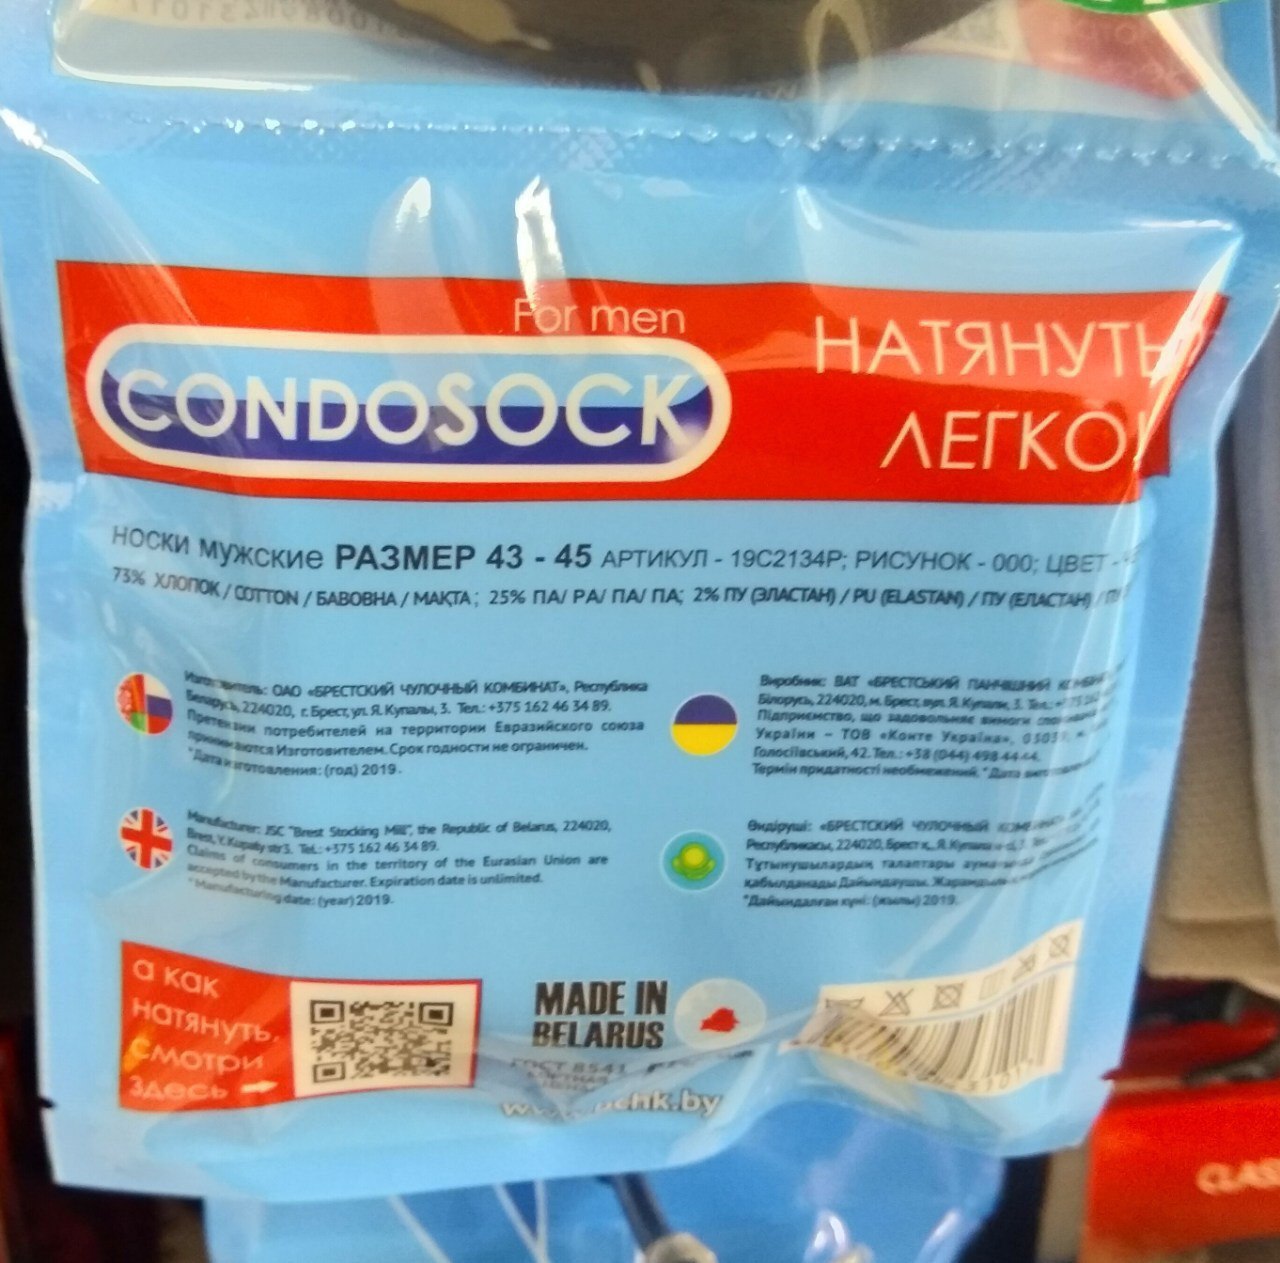 For men
CONDOSOCK
НАТЯНУТЬ
ЛЕГКО!
НОСКИ МУЖСКИЕ РАЗМЕР 43 - 45 АРТИКУЛ - 19С2134Р; РИСУНОК - 000; ЦВЕТ -
73% ХЛОПОК / COTTON / БАВОВНА / МАҚТА; 25% ПА/ PA/ ПА/ ПА; 2% ПУ (ЭЛАСТАН) / PU (ELASTAN) / ПУ (ЕЛАСТАН) /
Изготовитель: ОАО «БРЕСТСКИЙ ЧУЛОЧНЫЙ КОМБИНАТ», Республика
Беларусь, 224020, г. Брест, ул. Я. Купалы, 3. Тел.: +375 162 46 34 89.
Претензии потребителей на территории Евразийского союза
принимаются Изготовителем. Срок годности не ограничен.
*Дата изготовления: (год) 2019.
Виробник: ВАТ «БРЕСТСЬКИЙ ПАНЧІШНИЙ
Білорусь, 224020, м. Брест, вул. Я. Купали, 3. Тел.:
Підприємство, що задовольняє вимоги
України – ТОВ «Конте Україна»,
Голосіївський, 42. Тел.: +38 (044) 498 44 44.
Термін придатності необмежений. *Дата
Manufacturer: JSC "Brest Stocking Mill", the Republic of Belarus, 224020,
Brest, Y. Kupaly str.3. Tel.: +375 162 46 34 89.
Claims of consumers in the territory of the Eurasian Union are
accepted by the Manufacturer. Expiration date is unlimited.
*Manufacturing date: (year) 2019.
Өндіруші: «БРЕСТСКИЙ ЧУЛОЧНЫЙ
Республикасы, 224020, Брест қ., Я. Купала
Тұтынушылардың талаптары
қабылданады Дайындаушы.
*Дайындалған күні: (жылы) 2019.
а как
натянуть,
смотри
здесь
MADE IN
BELARUS
ГОСТ 8541
CLAS